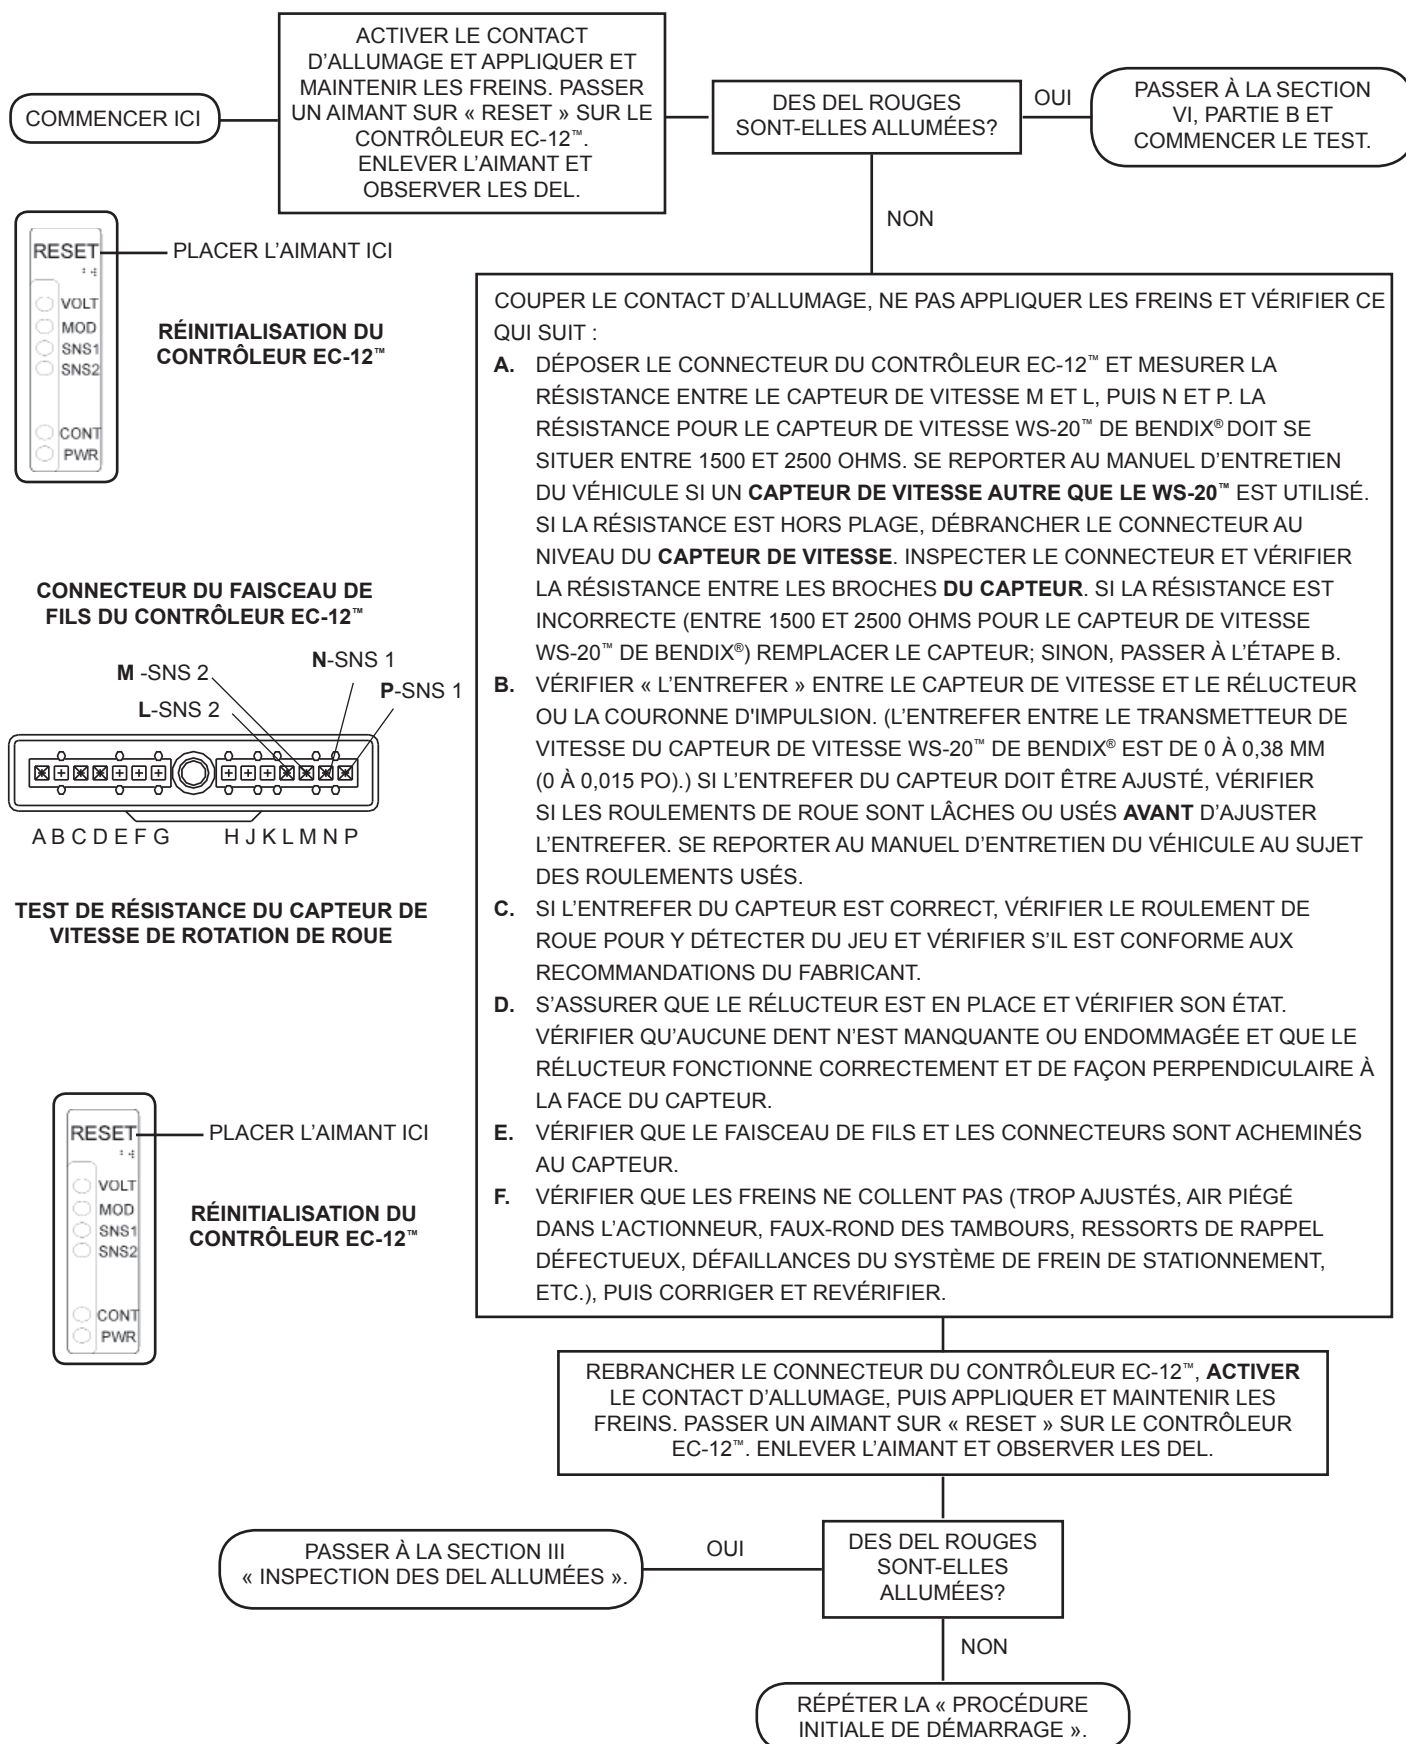 COMMENCER ICI
ACTIVER LE CONTACT
D'ALLUMAGE ET APPLIQUER ET
MAINTENIR LES FREINS. PASSER
UN AIMANT SUR « RESET » SUR LE
CONTRÔLEUR EC-12™.
ENLEVER L'AIMANT ET
OBSERVER LES DEL.
DES DEL ROUGES
SONT-ELLES ALLUMÉES?
OUI
PASSER À LA SECTION
VI, PARTIE B ET
COMMENCER LE TEST.
NON
RESET
VOLT
MOD
SNS1
SNS2
CONT
PWR
PLACER L'AIMANT ICI
RÉINITIALISATION DU
CONTRÔLEUR EC-12™
CONNECTEUR DU FAISCEAU DE
FILS DU CONTRÔLEUR EC-12™
M -SNS 2
N-SNS 1
P-SNS 1
L-SNS 2
A B C D E F G H J K L M N P
TEST DE RÉSISTANCE DU CAPTEUR DE
VITESSE DE ROTATION DE ROUE
RESET
VOLT
MOD
SNS1
SNS2
CONT
PWR
PLACER L'AIMANT ICI
RÉINITIALISATION DU
CONTRÔLEUR EC-12™
COUPER LE CONTACT D'ALLUMAGE, NE PAS APPLIQUER LES FREINS ET VÉRIFIER CE
QUI SUIT :
A. DÉPOSER LE CONNECTEUR DU CONTRÔLEUR EC-12™ ET MESURER LA
RÉSISTANCE ENTRE LE CAPTEUR DE VITESSE M ET L, PUIS N ET P. LA
RÉSISTANCE POUR LE CAPTEUR DE VITESSE WS-20™ DE BENDIX® DOIT SE
SITUER ENTRE 1500 ET 2500 OHMS. SE REPORTER AU MANUEL D'ENTRETIEN
DU VÉHICULE SI UN CAPTEUR DE VITESSE AUTRE QUE LE WS-20™ EST UTILISÉ.
SI LA RÉSISTANCE EST HORS PLAGE, DÉBRANCHER LE CONNECTEUR AU
NIVEAU DU CAPTEUR DE VITESSE. INSPECTER LE CONNECTEUR ET VÉRIFIER
LA RÉSISTANCE ENTRE LES BROCHES DU CAPTEUR. SI LA RÉSISTANCE EST
INCORRECTE (ENTRE 1500 ET 2500 OHMS POUR LE CAPTEUR DE VITESSE
WS-20™ DE BENDIX®) REMPLACER LE CAPTEUR; SINON, PASSER À L'ÉTAPE B.
B. VÉRIFIER « L'ENTREFER » ENTRE LE CAPTEUR DE VITESSE ET LE RÉLUCTEUR
OU LA COURONNE D'IMPULSION. (L'ENTREFER ENTRE LE TRANSMETTEUR DE
VITESSE DU CAPTEUR DE VITESSE WS-20™ DE BENDIX® EST DE 0 À 0,38 MM
(0 À 0,015 PO).) SI L'ENTREFER DU CAPTEUR DOIT ÊTRE AJUSTÉ, VÉRIFIER
SI LES ROULEMENTS DE ROUE SONT LÂCHES OU USÉS AVANT D'AJUSTER
L'ENTREFER. SE REPORTER AU MANUEL D'ENTRETIEN DU VÉHICULE AU SUJET
DES ROULEMENTS USÉS.
C. SI L'ENTREFER DU CAPTEUR EST CORRECT, VÉRIFIER LE ROULEMENT DE
ROUE POUR Y DÉTECTER DU JEU ET VÉRIFIER S'IL EST CONFORME AUX
RECOMMANDATIONS DU FABRICANT.
D. S'ASSURER QUE LE RÉLUCTEUR EST EN PLACE ET VÉRIFIER SON ÉTAT.
VÉRIFIER QU'AUCUNE DENT N'EST MANQUANTE OU ENDOMMAGÉE ET QUE LE
RÉLUCTEUR FONCTIONNE CORRECTEMENT ET DE FAÇON PERPENDICULAIRE À
LA FACE DU CAPTEUR.
E. VÉRIFIER QUE LE FAISCEAU DE FILS ET LES CONNECTEURS SONT ACHEMINÉS
AU CAPTEUR.
F. VÉRIFIER QUE LES FREINS NE COLLENT PAS (TROP AJUSTÉS, AIR PIÉGÉ
DANS L'ACTIONNEUR, FAUX-ROND DES TAMBOURS, RESSORTS DE RAPPEL
DÉFECTUEUX, DÉFAILLANCES DU SYSTÈME DE FREIN DE STATIONNEMENT,
ETC.), PUIS CORRIGER ET REVÉRIFIER.
REBRANCHER LE CONNECTEUR DU CONTRÔLEUR EC-12™, ACTIVER
LE CONTACT D'ALLUMAGE, PUIS APPLIQUER ET MAINTENIR LES
FREINS. PASSER UN AIMANT SUR « RESET » SUR LE CONTRÔLEUR
EC-12™. ENLEVER L'AIMANT ET OBSERVER LES DEL.
DES DEL ROUGES
SONT-ELLES
ALLUMÉES?
OUI
PASSER À LA SECTION III
« INSPECTION DES DEL ALLUMÉES ».
NON
RÉPÉTER LA « PROCÉDURE
INITIALE DE DÉMARRAGE ».